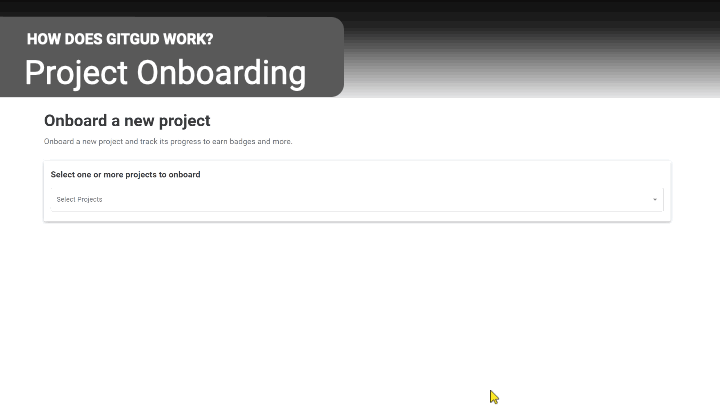 HOW DOES GITGUD WORK?
Project Onboarding
Onboard a new project
Onboard a new project and track its progress to earn badges and more.
Select one or more projects to onboard
Select Projects